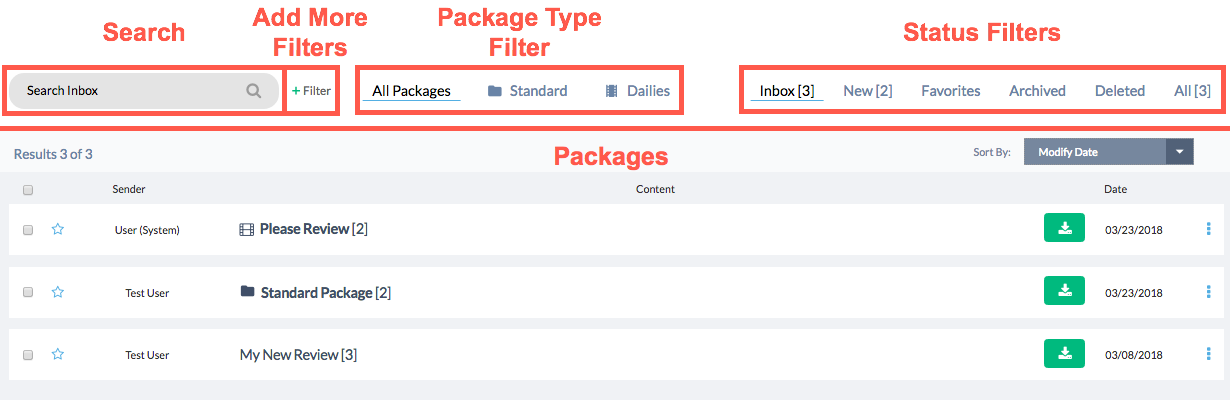 Search
Add More
Filters
Package Type
Filter
Status Filters
Search Inbox
+ Filter
All Packages
Standard
Dailies
Inbox [3]
New [2]
Favorites
Archived
Deleted
All [3]
Results 3 of 3
Packages
Sort By:
Modify Date
Sender
Content
Date
User (System)
Please Review [2]
03/23/2018
Test User
Standard Package [2]
03/23/2018
Test User
My New Review [3]
03/08/2018